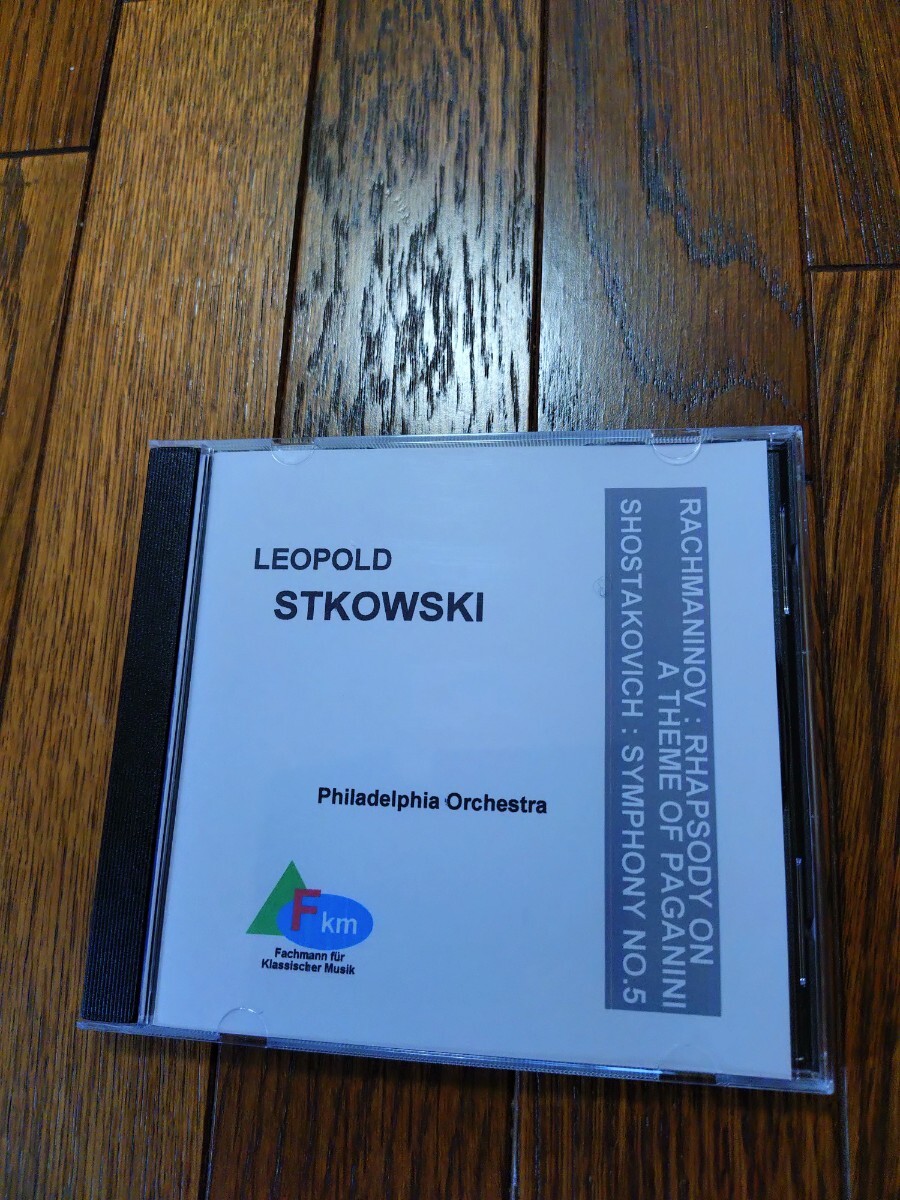 LEOPOLD
STKOWSKI
Philadelphia Orchestra
Fkm
Fachmann für
Klassischer Musik
RACHMANINOV : RHAPSODY ON
A THEME OF PAGANINI
SHOSTAKOVICH : SYMPHONY NO.5